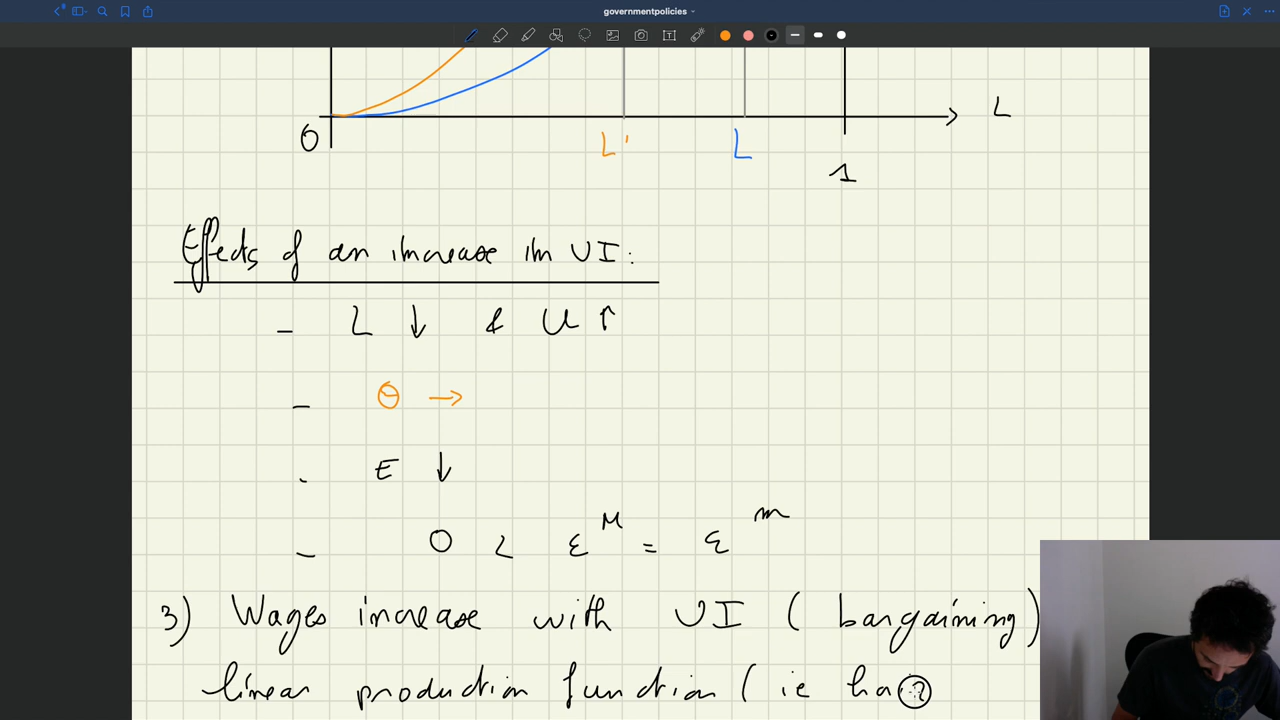 governmentpolicies
L
O
L'
L
1
Effects of an increase in UI:
- L ↓ & U ↑
- θ →
- E ↓
- 0 < ε^M = ε^m
3) Wages increase with UI (bargaining)
linear production function (ie ha